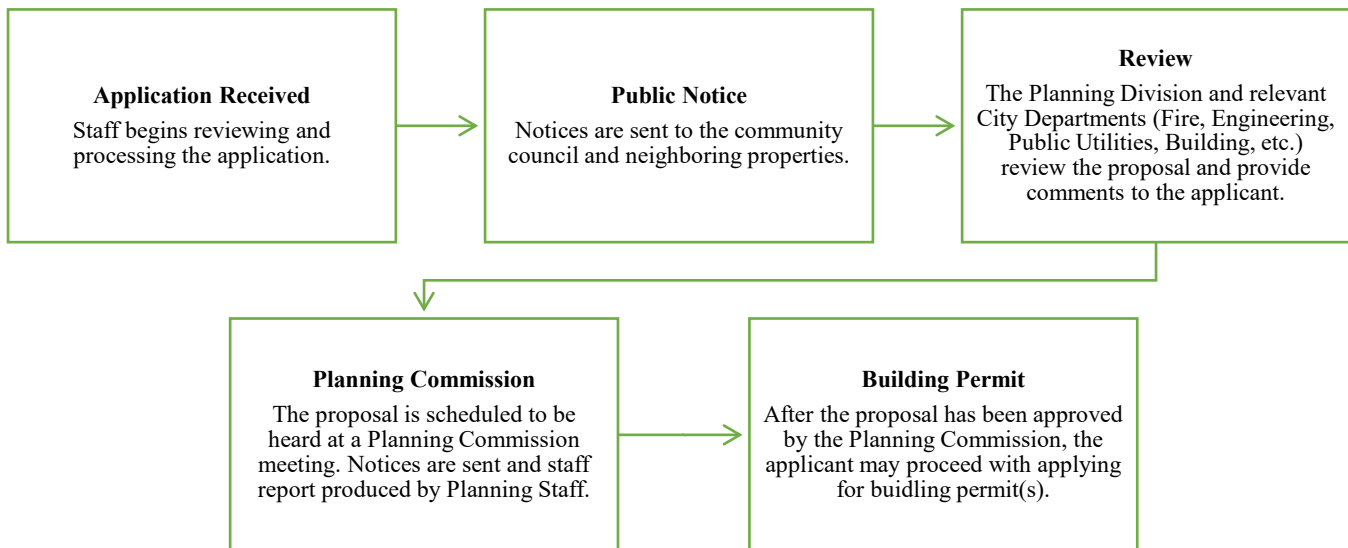 Application Received
Staff begins reviewing and
processing the application.
Public Notice
Notices are sent to the community
council and neighboring properties.
Review
The Planning Division and relevant
City Departments (Fire, Engineering,
Public Utilities, Building, etc.)
review the proposal and provide
comments to the applicant.
Planning Commission
The proposal is scheduled to be
heard at a Planning Commission
meeting. Notices are sent and staff
report produced by Planning Staff.
Building Permit
After the proposal has been approved
by the Planning Commission, the
applicant may proceed with applying
for buidling permit(s).